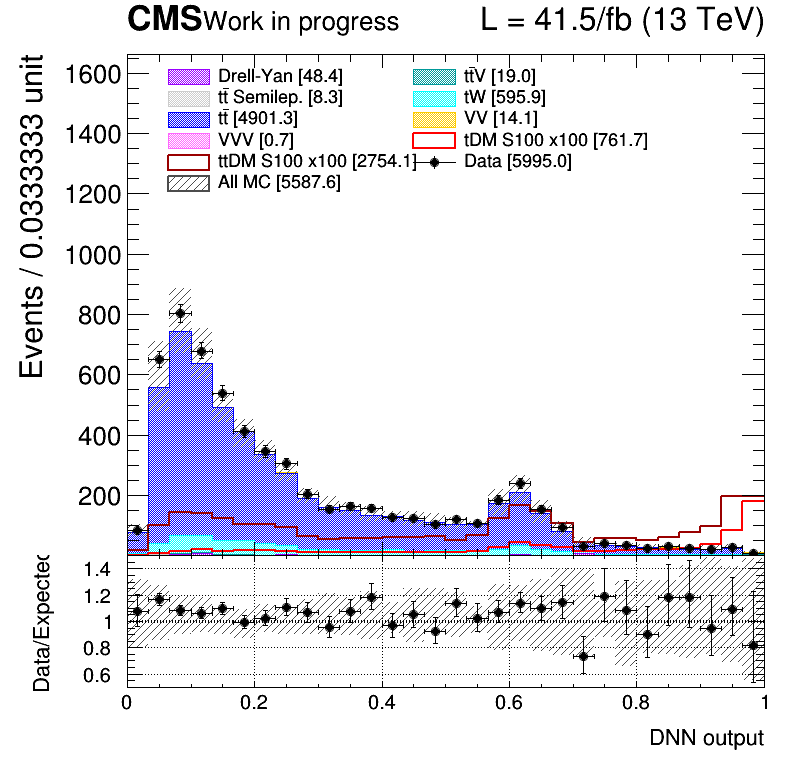 CMS Work in progress L = 41.5/fb (13 TeV)
Events / 0.0333333 unit
1600
1400
1200
1000
800
600
400
200
Drell-Yan [48.4] tt̄V [19.0]
tt̄ Semilep. [8.3] tW [595.9]
tt̄ [4901.3] VV [14.1]
VVV [0.7] tDM S100 x100 [761.7]
ttDM S100 x100 [2754.1] Data [5995.0]
All MC [5587.6]
Data/Expected
1.4
1.2
1
0.8
0.6
0 0.2 0.4 0.6 0.8 1
DNN output